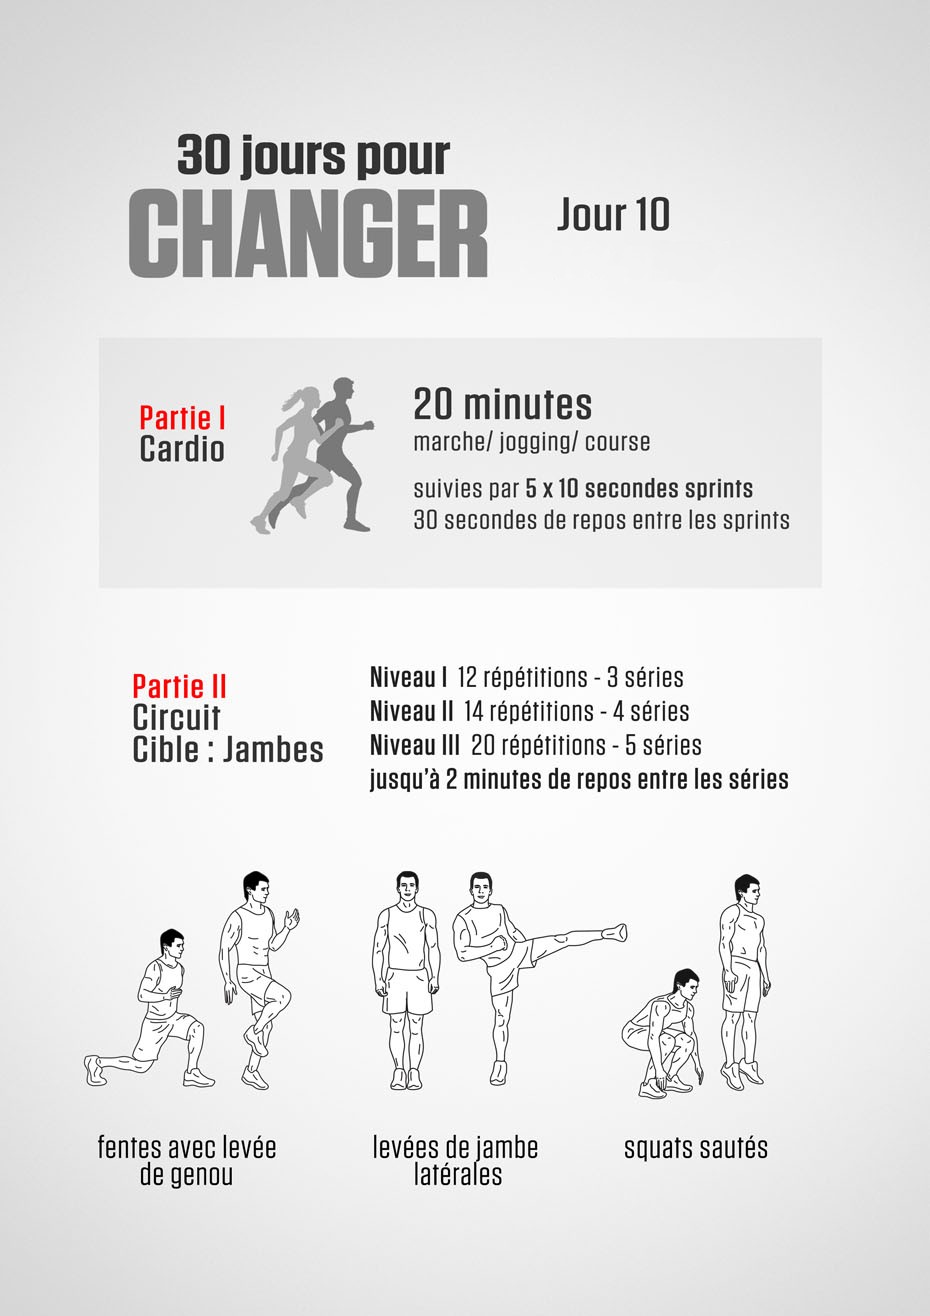 30 jours pour
CHANGER
Jour 10
Partie I
Cardio
20 minutes
marche/ jogging/ course
suivies par 5 x 10 secondes sprints
30 secondes de repos entre les sprints
Partie II
Circuit
Cible : Jambes
Niveau I 12 répétitions - 3 séries
Niveau II 14 répétitions - 4 séries
Niveau III 20 répétitions - 5 séries
jusqu'à 2 minutes de repos entre les séries
fentes avec levée
de genou
levées de jambe
latérales
squats sautés